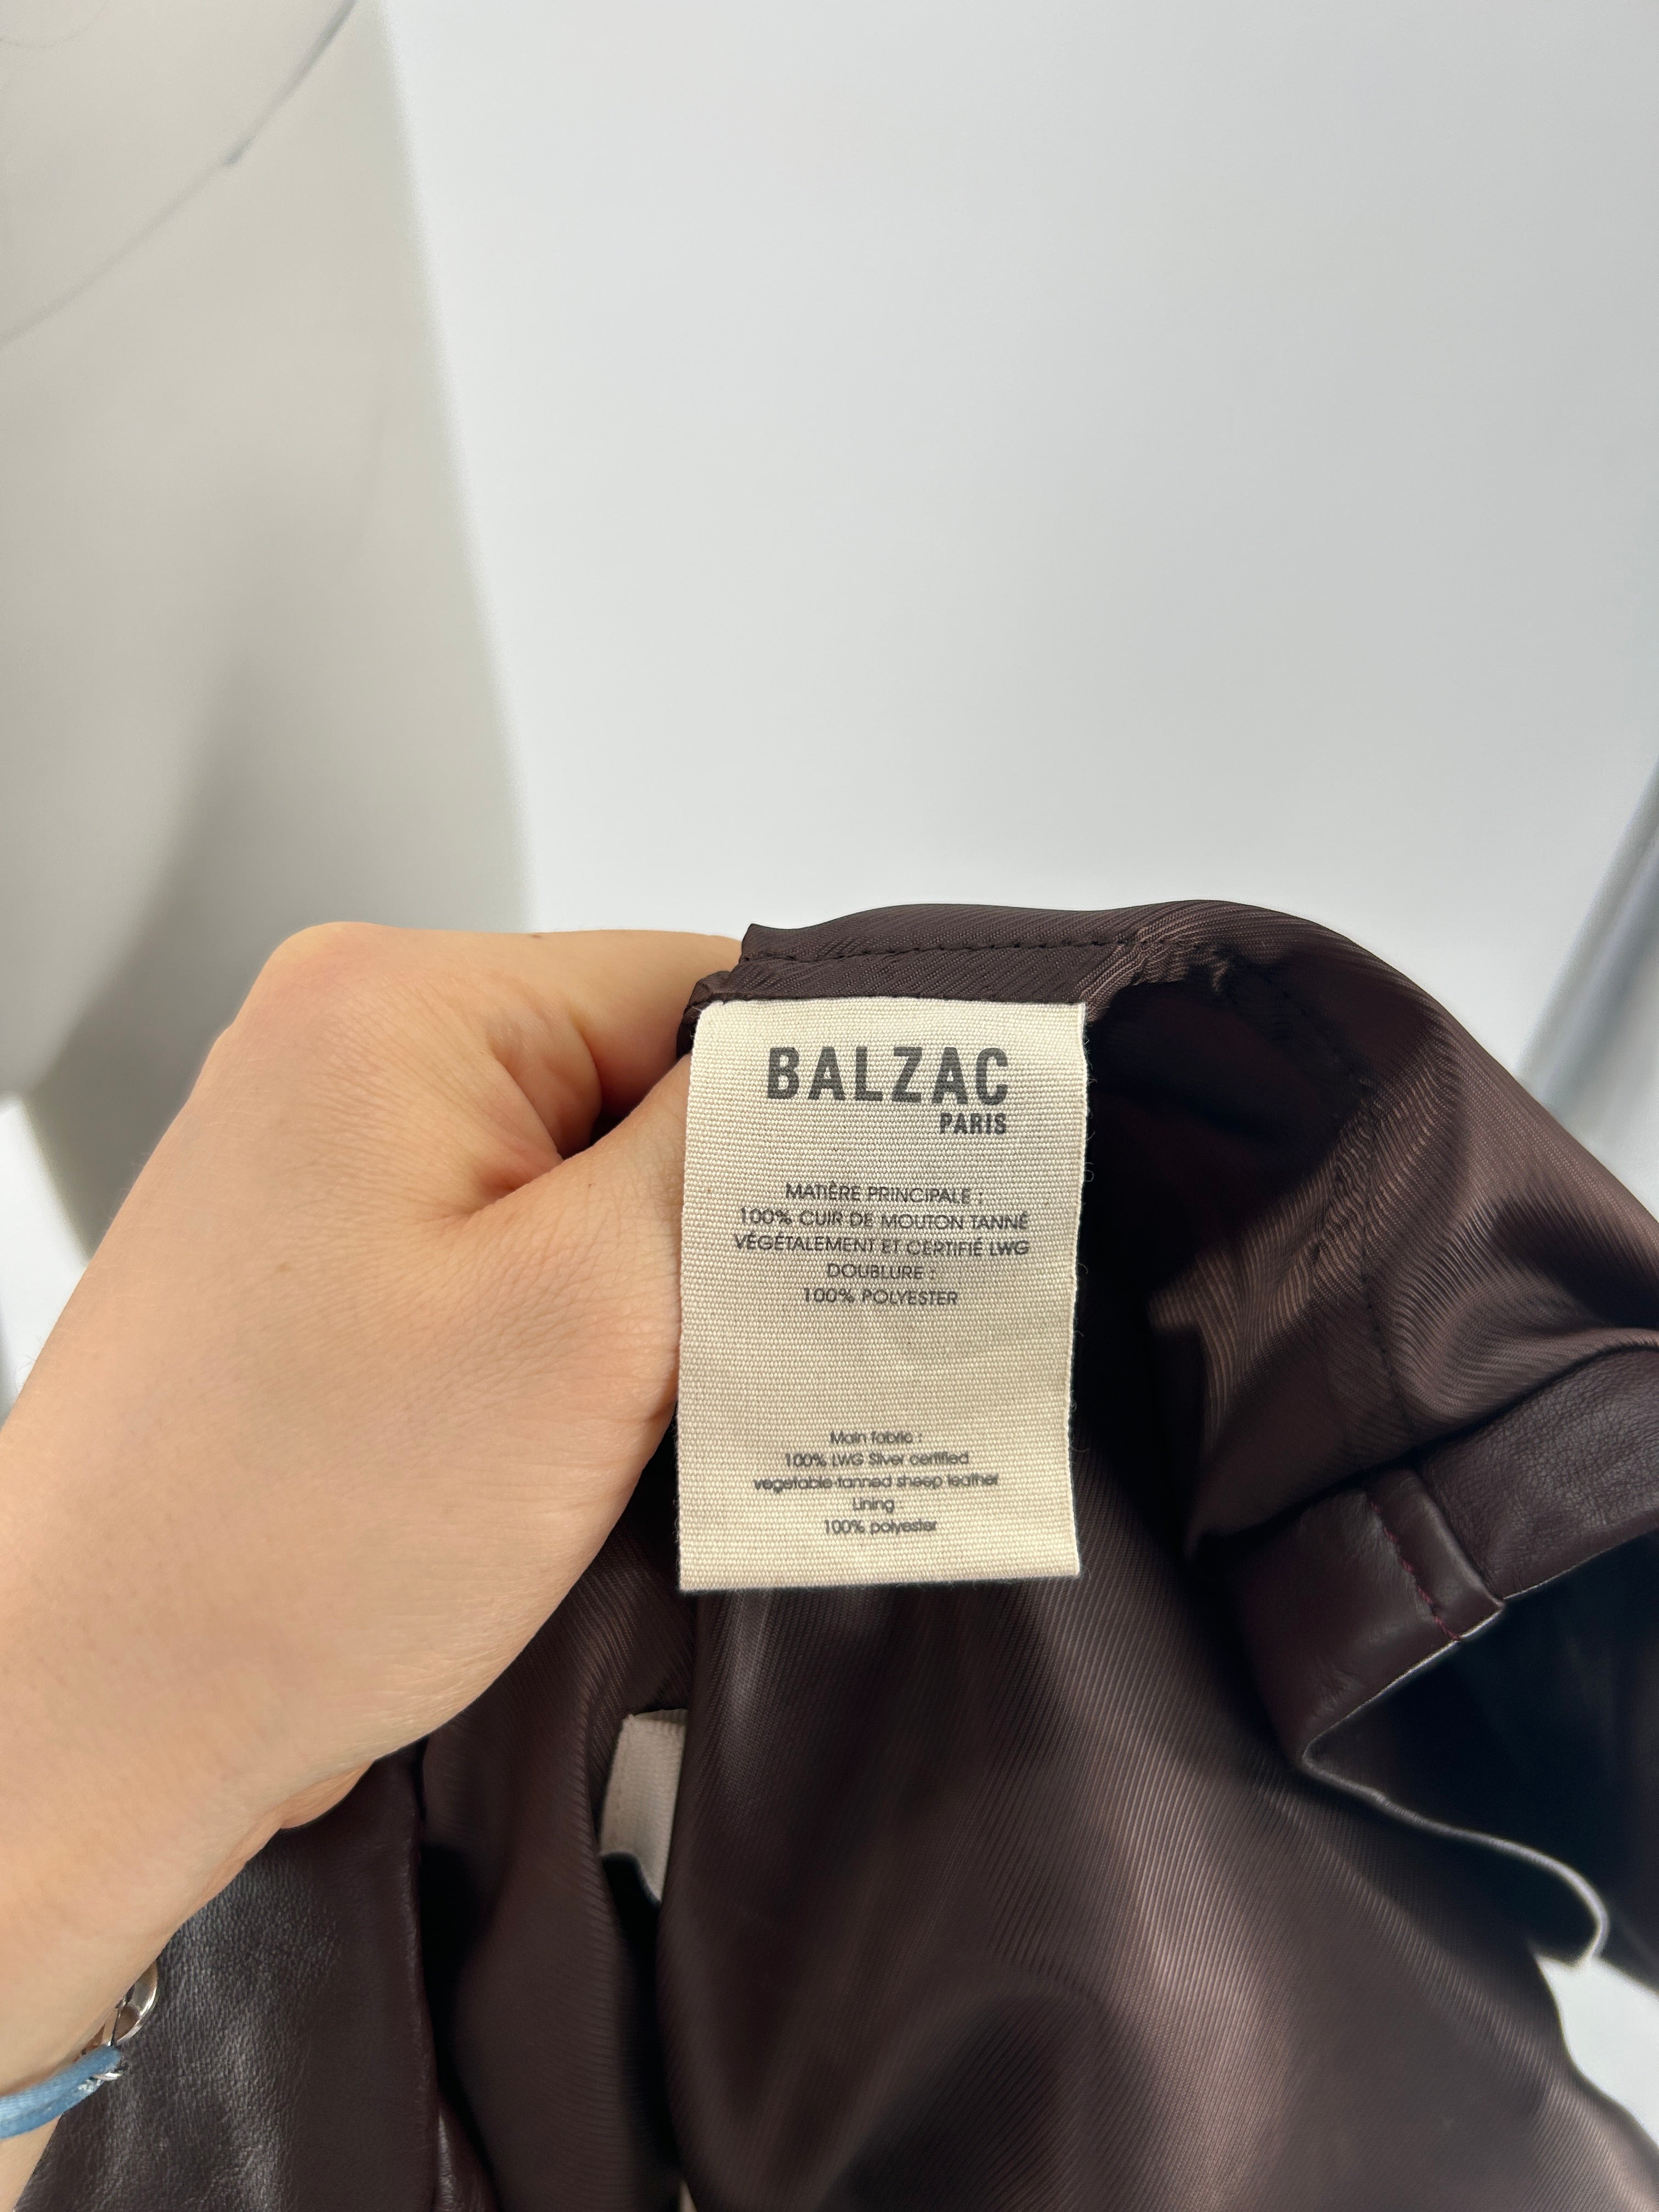 BALZAC
PARIS
MATIÈRE PRINCIPALE :
100% CUIR DE MOUTON TANNÉ
VÉGÉTALEMENT ET CERTIFIÉ LWG
DOUBLURE :
100% POLYESTER
Main fabric :
100% LWG Silver certified
vegetable-tanned sheep leather
Lining :
100% polyester